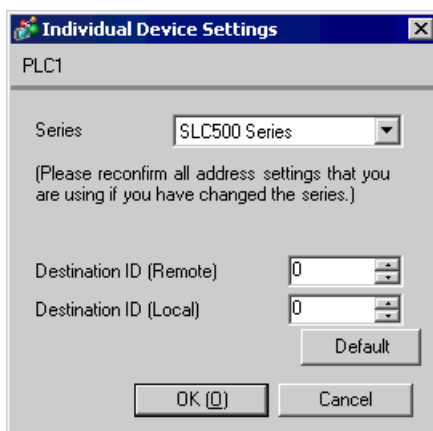 Individual Device Settings
PLC1
Series SLC500 Series
(Please reconfirm all address settings that you
are using if you have changed the series.)
Destination ID (Remote) 0
Destination ID (Local) 0
Default
OK (O) Cancel